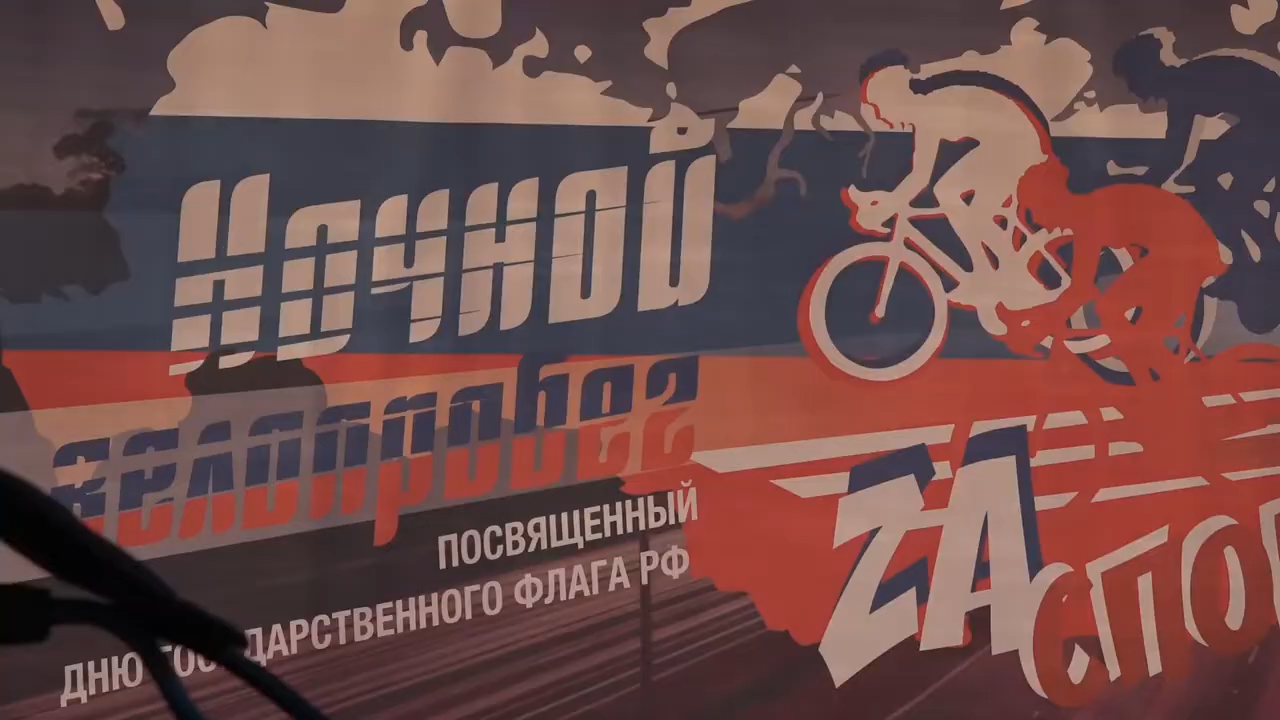 Ночной
велопробег
ПОСВЯЩЕННЫЙ
ДНЮ ГОСУДАРСТВЕННОГО ФЛАГА РФ
ZA